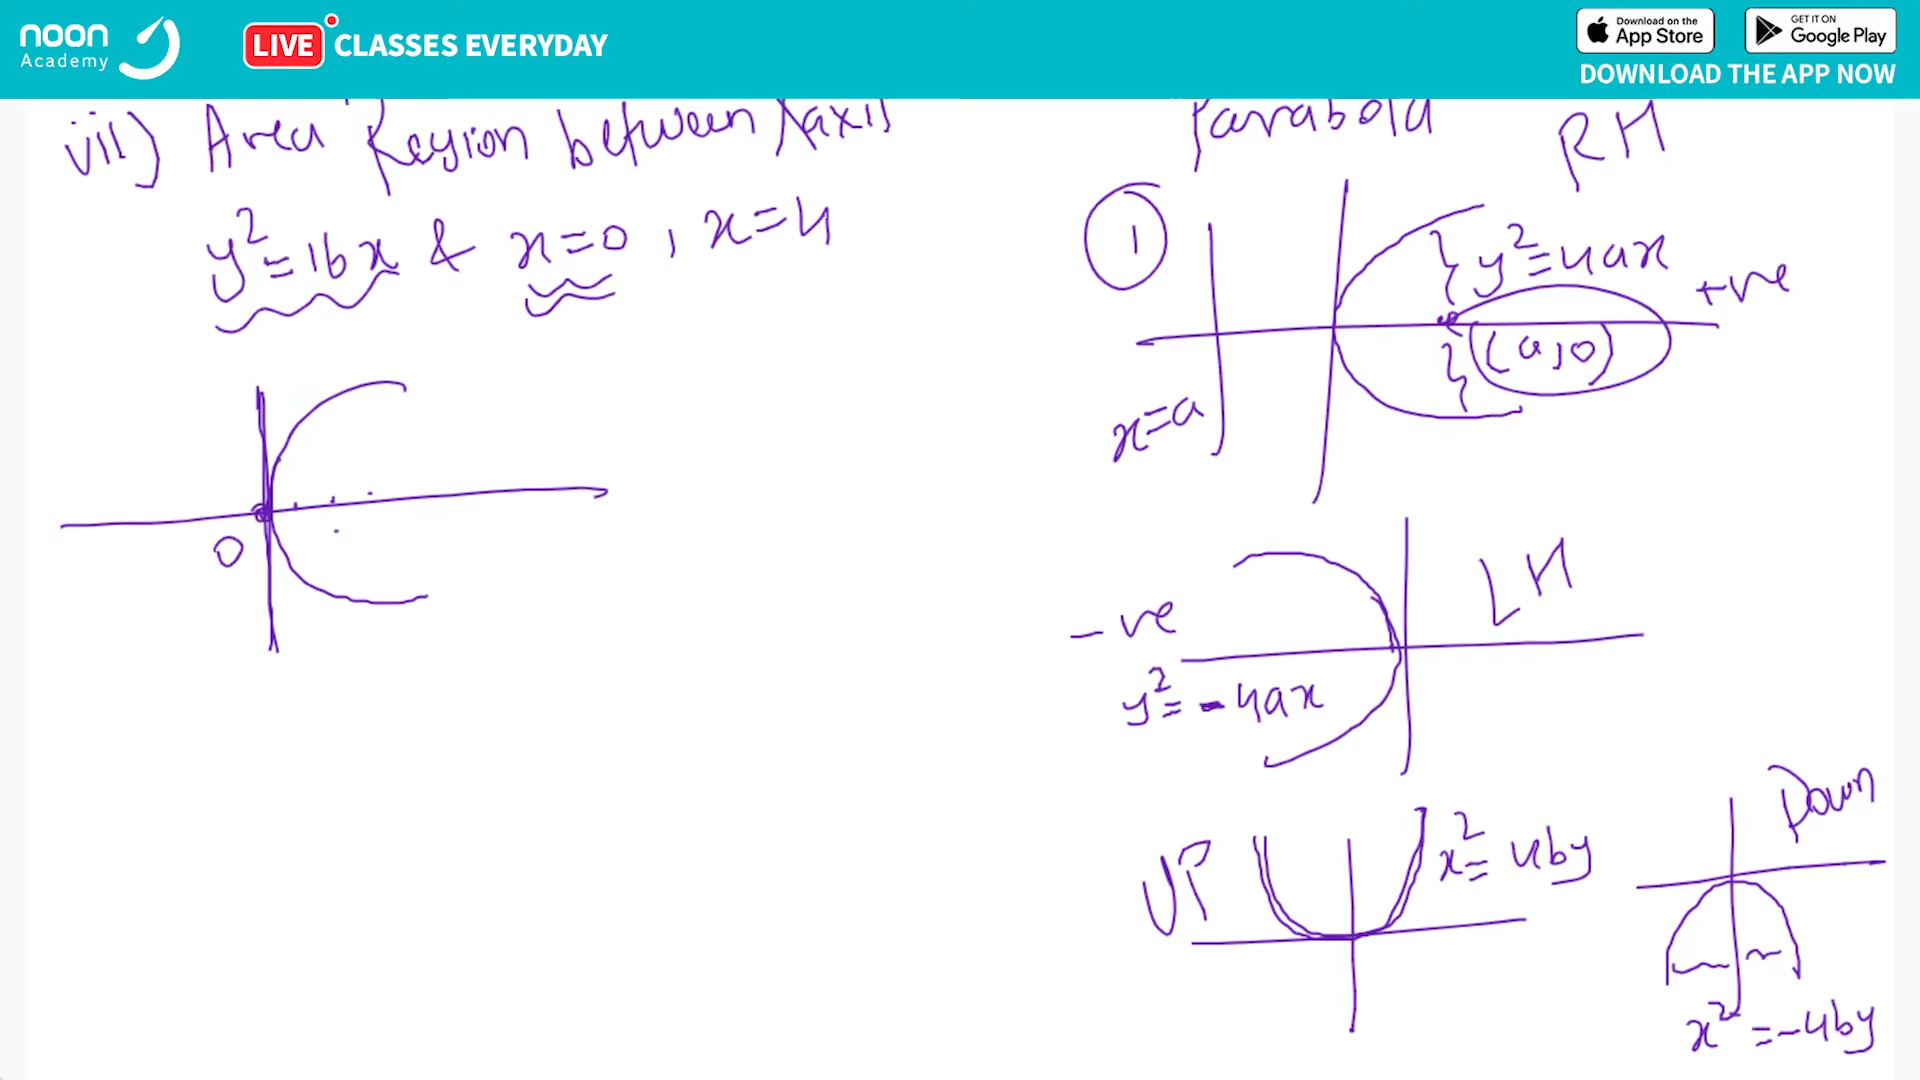 noon
Academy
LIVE CLASSES EVERYDAY
Download on the
App Store
GET IT ON
Google Play
DOWNLOAD THE APP NOW
vii) Area Region between Xaxis
y²=16x & x=0, x=4
O
Parabola
RH
1
y²=4ax
+ve
(a,0)
x=a
LH
-ve
y²=-4ax
UP
x²=4by
Down
x²=-4by